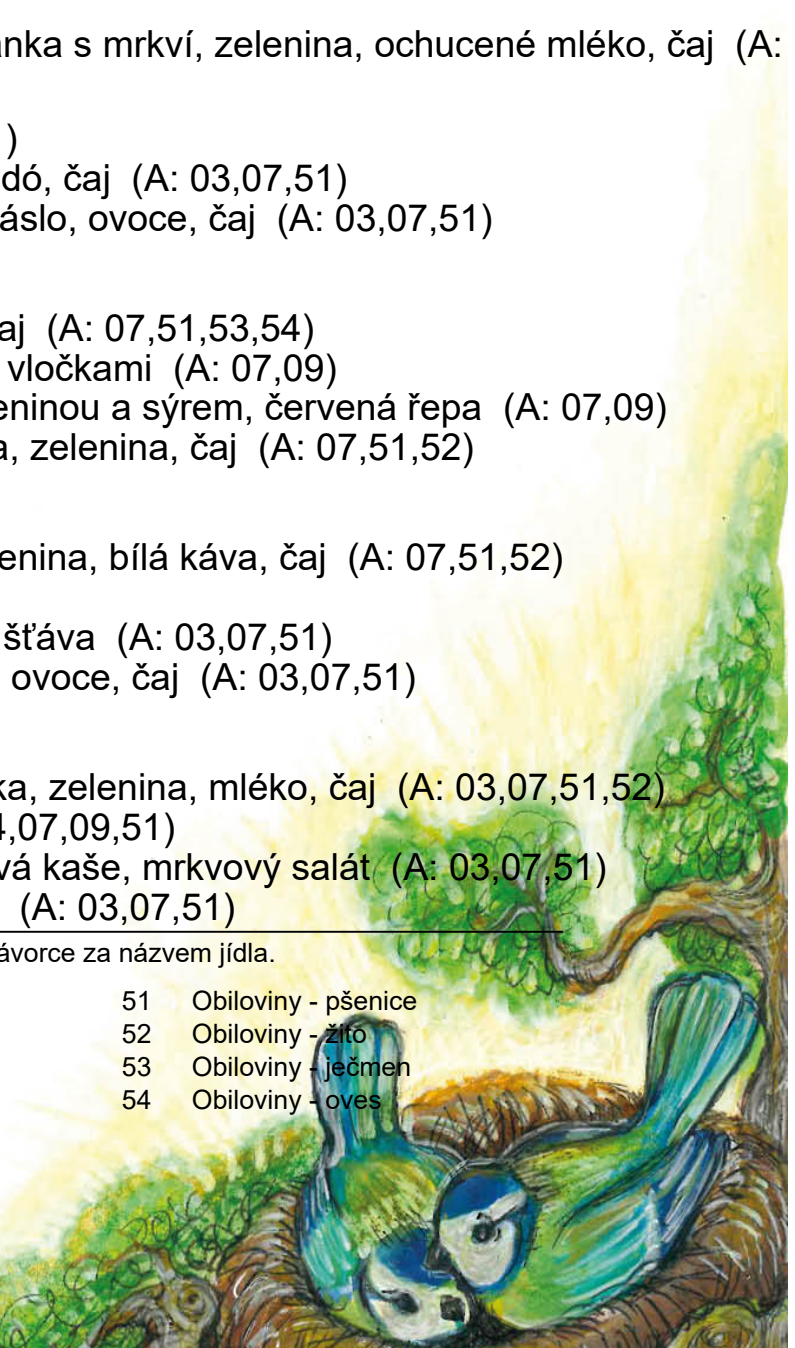 anka s mrkví, zelenina, ochucené mléko, čaj (A:
)
dó, čaj (A: 03,07,51)
áslo, ovoce, čaj (A: 03,07,51)
aj (A: 07,51,53,54)
vločkami (A: 07,09)
eninou a sýrem, červená řepa (A: 07,09)
a, zelenina, čaj (A: 07,51,52)
enina, bílá káva, čaj (A: 07,51,52)
šťáva (A: 03,07,51)
ovoce, čaj (A: 03,07,51)
ka, zelenina, mléko, čaj (A: 03,07,51,52)
4,07,09,51)
vá kaše, mrkvový salát (A: 03,07,51)
(A: 03,07,51)
ávorce za názvem jídla.
51 Obiloviny - pšenice
52 Obiloviny - žito
53 Obiloviny - ječmen
54 Obiloviny - oves